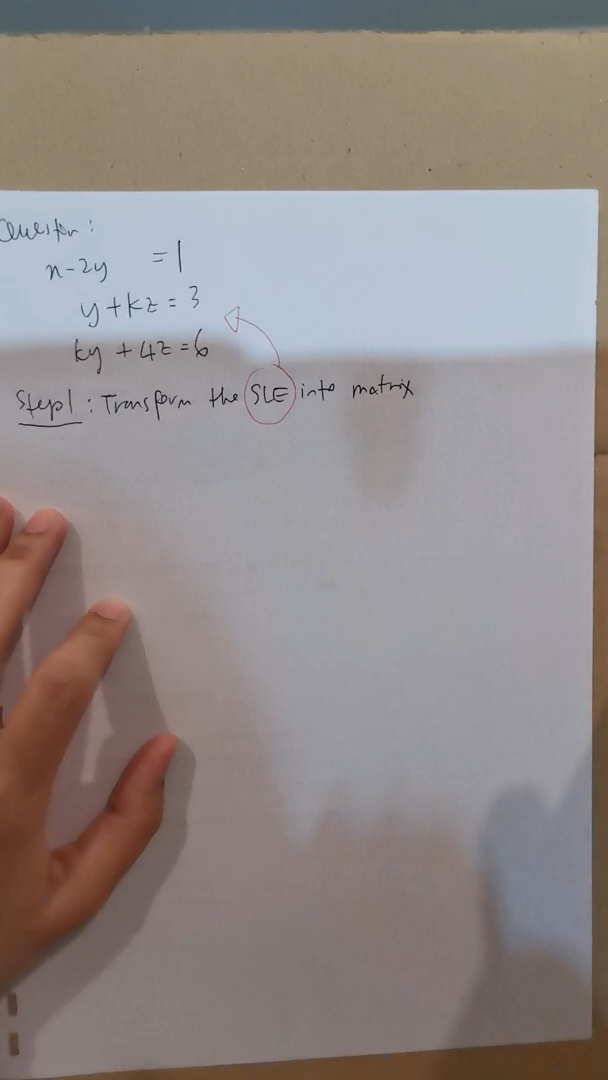 Question:
x-2y = 1
y+kz = 3
ky +4z = 6
Step1: Transform the SLE into matrix